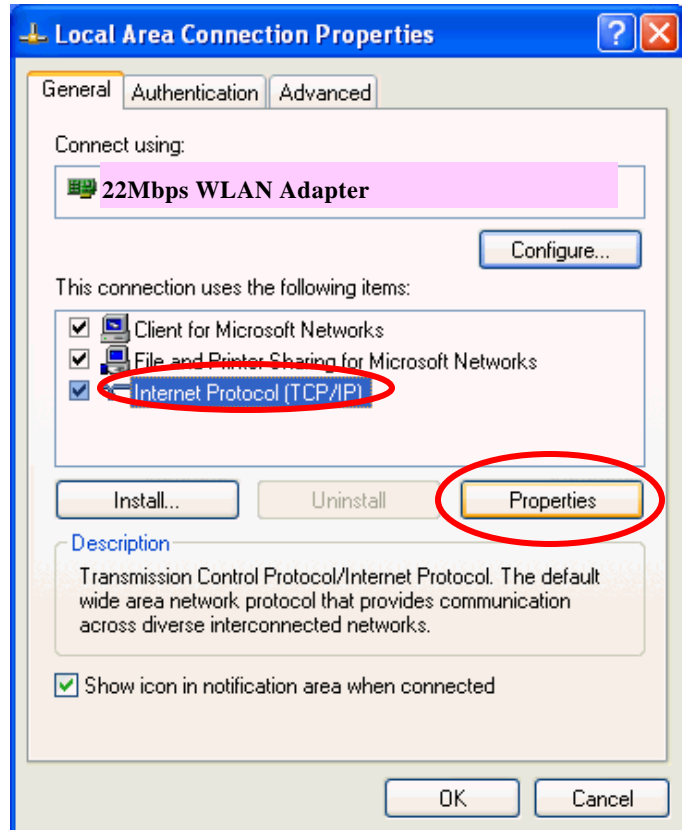 Local Area Connection Properties
General Authentication Advanced
Connect using:
22Mbps WLAN Adapter
Configure...
This connection uses the following items:
Client for Microsoft Networks
File and Printer Sharing for Microsoft Networks
Internet Protocol (TCP/IP)
Install... Uninstall Properties
Description
Transmission Control Protocol/Internet Protocol. The default
wide area network protocol that provides communication
across diverse interconnected networks.
Show icon in notification area when connected
OK Cancel